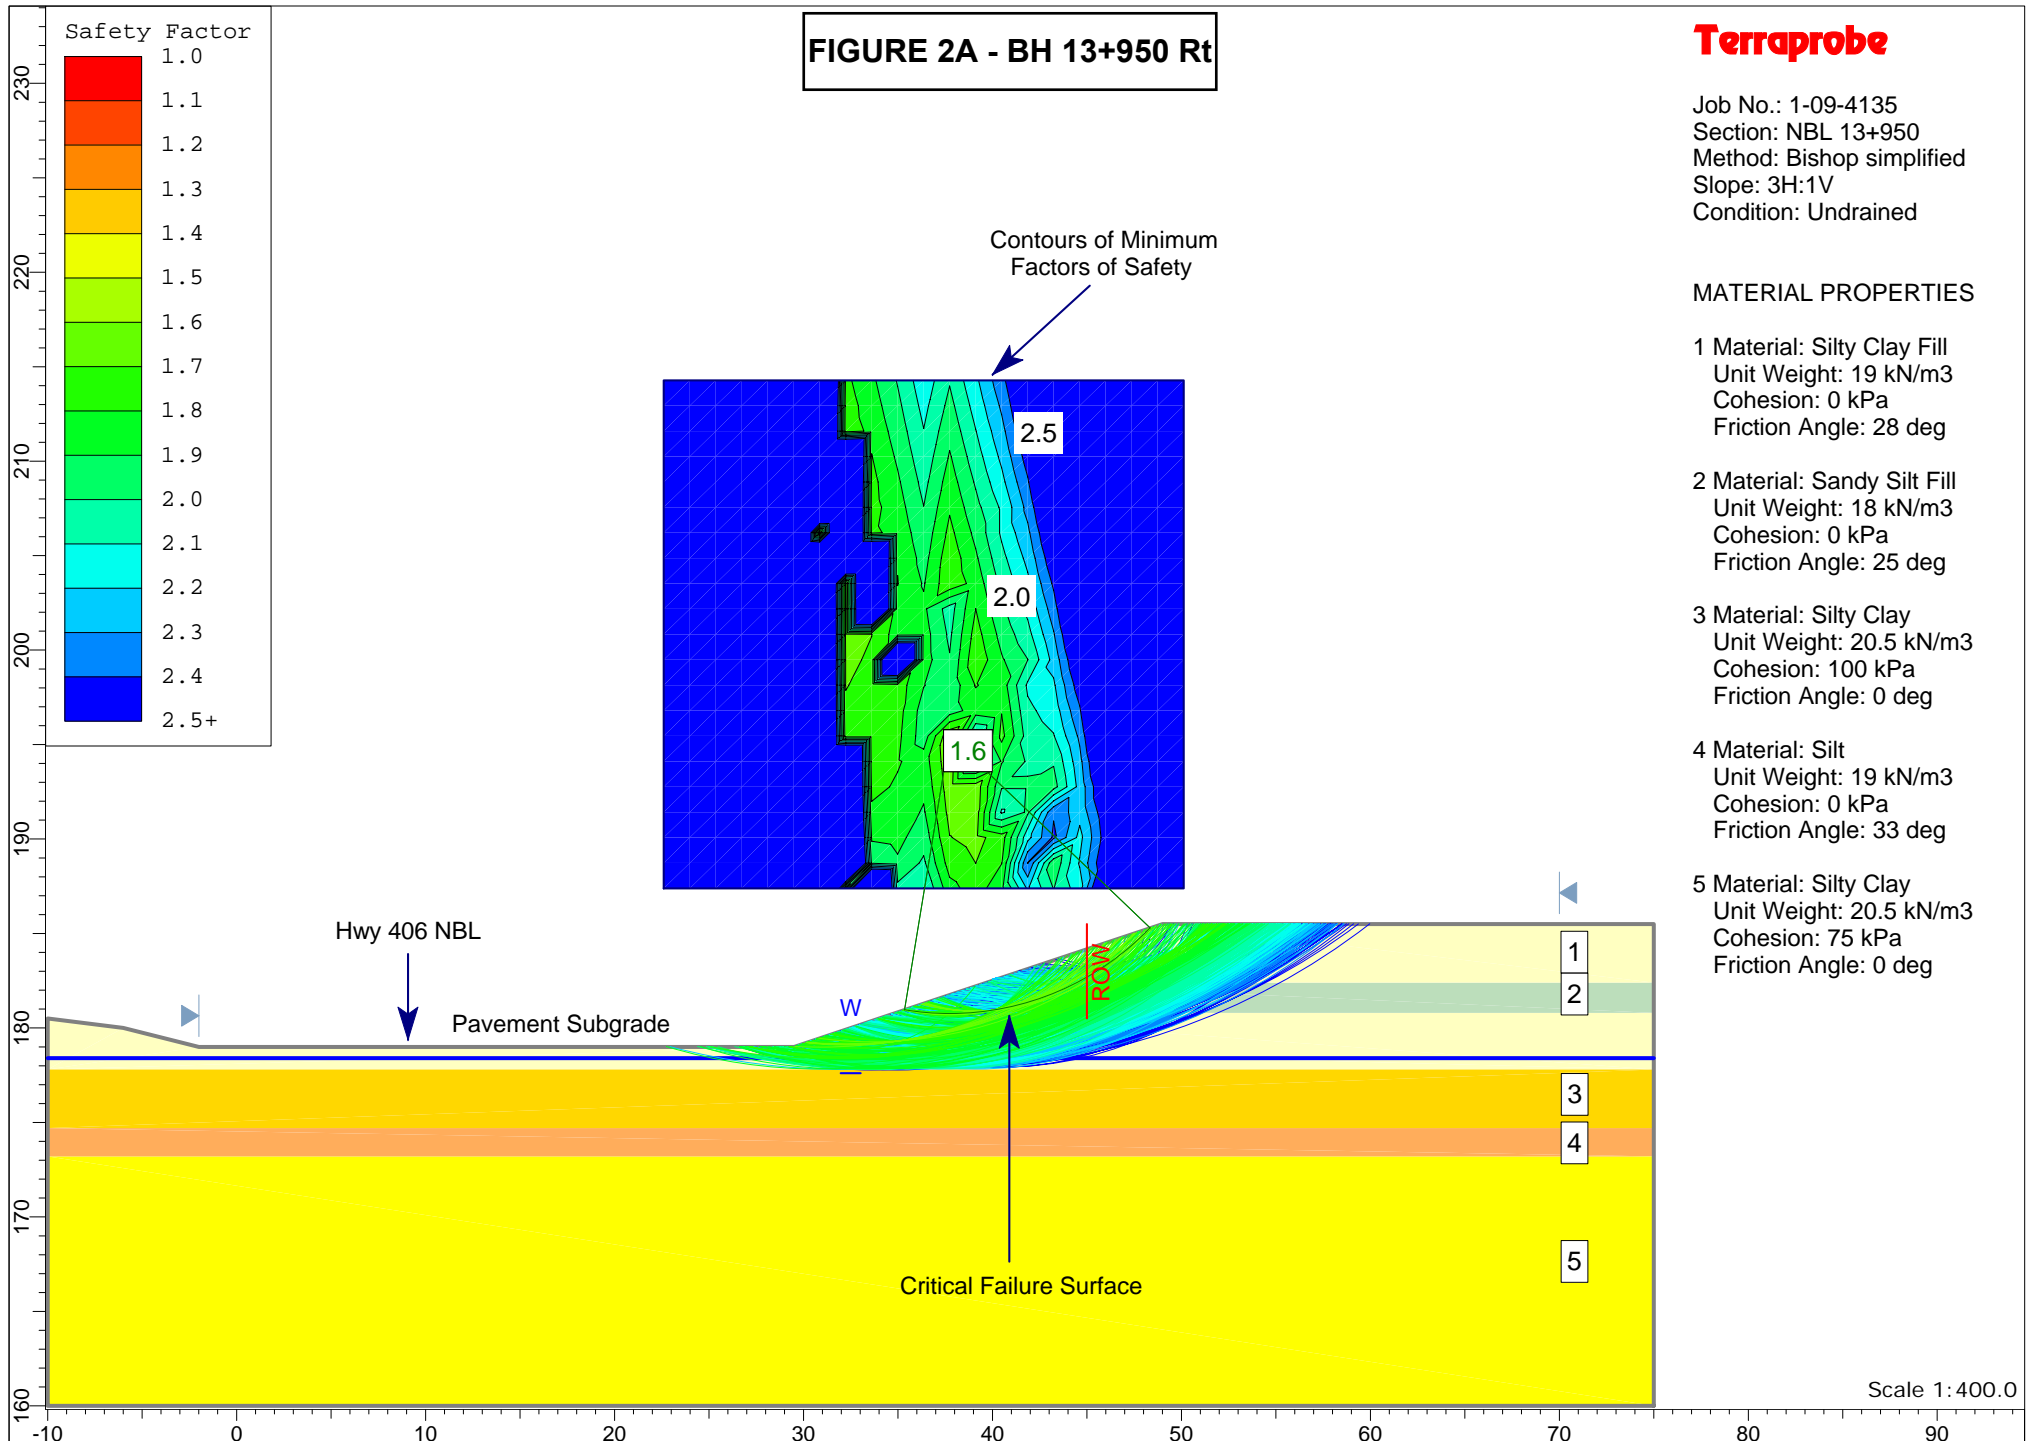 Safety Factor
1.0
1.1
1.2
1.3
1.4
1.5
1.6
1.7
1.8
1.9
2.0
2.1
2.2
2.3
2.4
2.5+
FIGURE 2A - BH 13+950 Rt
Terraprobe
Job No.: 1-09-4135
Section: NBL 13+950
Method: Bishop simplified
Slope: 3H:1V
Condition: Undrained
MATERIAL PROPERTIES
1 Material: Silty Clay Fill
Unit Weight: 19 kN/m3
Cohesion: 0 kPa
Friction Angle: 28 deg
2 Material: Sandy Silt Fill
Unit Weight: 18 kN/m3
Cohesion: 0 kPa
Friction Angle: 25 deg
3 Material: Silty Clay
Unit Weight: 20.5 kN/m3
Cohesion: 100 kPa
Friction Angle: 0 deg
4 Material: Silt
Unit Weight: 19 kN/m3
Cohesion: 0 kPa
Friction Angle: 33 deg
5 Material: Silty Clay
Unit Weight: 20.5 kN/m3
Cohesion: 75 kPa
Friction Angle: 0 deg
Contours of Minimum
Factors of Safety
2.5
2.0
1.6
Hwy 406 NBL
Pavement Subgrade
W
ROW
Critical Failure Surface
1
2
3
4
5
230
220
210
200
190
180
170
160
-10
0
10
20
30
40
50
60
70
80
90
Scale 1:400.0